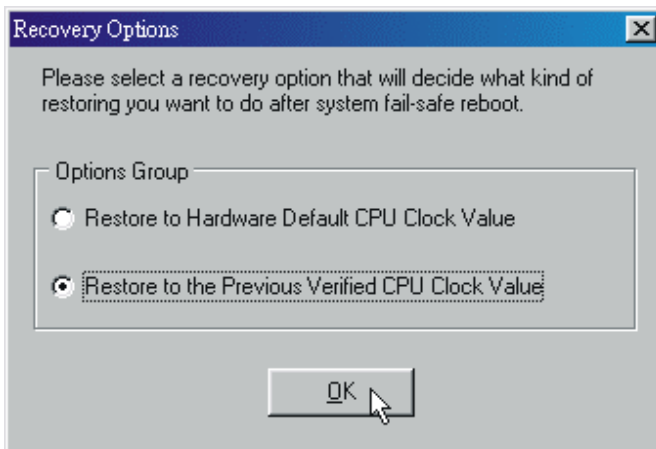 Recovery Options
Please select a recovery option that will decide what kind of
restoring you want to do after system fail-safe reboot.
Options Group
Restore to Hardware Default CPU Clock Value
Restore to the Previous Verified CPU Clock Value
OK